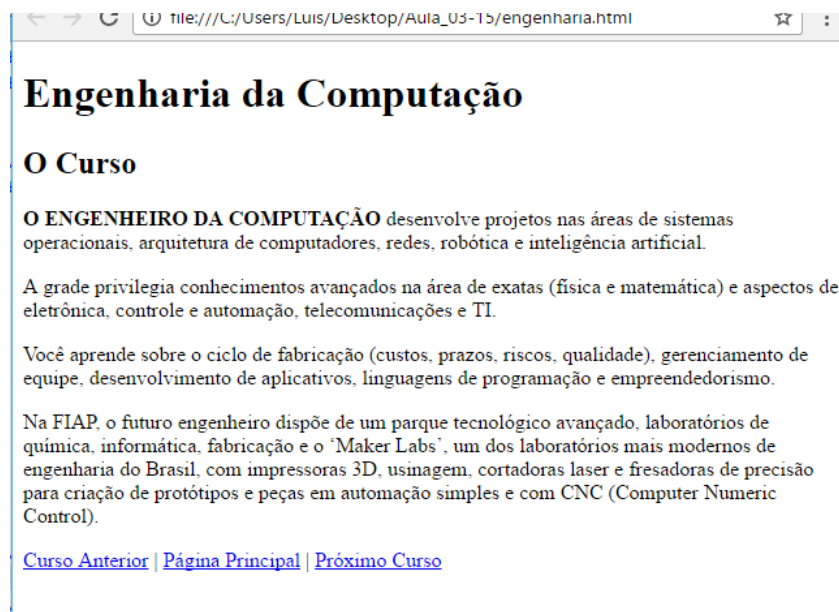 file:///C:/Users/Luis/Desktop/Aula_03-15/engenharia.html
Engenharia da Computação
O Curso
O ENGENHEIRO DA COMPUTAÇÃO desenvolve projetos nas áreas de sistemas
operacionais, arquitetura de computadores, redes, robótica e inteligência artificial.
A grade privilegia conhecimentos avançados na área de exatas (física e matemática) e aspectos de
eletrônica, controle e automação, telecomunicações e TI.
Você aprende sobre o ciclo de fabricação (custos, prazos, riscos, qualidade), gerenciamento de
equipe, desenvolvimento de aplicativos, linguagens de programação e empreendedorismo.
Na FIAP, o futuro engenheiro dispõe de um parque tecnológico avançado, laboratórios de
química, informática, fabricação e o ‘Maker Labs’, um dos laboratórios mais modernos de
engenharia do Brasil, com impressoras 3D, usinagem, cortadoras laser e fresadoras de precisão
para criação de protótipos e peças em automação simples e com CNC (Computer Numeric
Control).
Curso Anterior | Página Principal | Próximo Curso